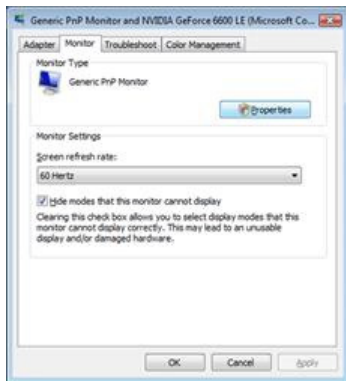 Generic PnP Monitor and NVIDIA GeForce 6600 LE (Microsoft Co...
Adapter Monitor Troubleshoot Color Management
Monitor Type
Generic PnP Monitor
Properties
Monitor Settings
Screen refresh rate:
60 Hertz
Hide modes that this monitor cannot display
Clearing this check box allows you to select display modes that this
monitor cannot display correctly. This may lead to an unusable
display and/or damaged hardware.
OK Cancel Apply